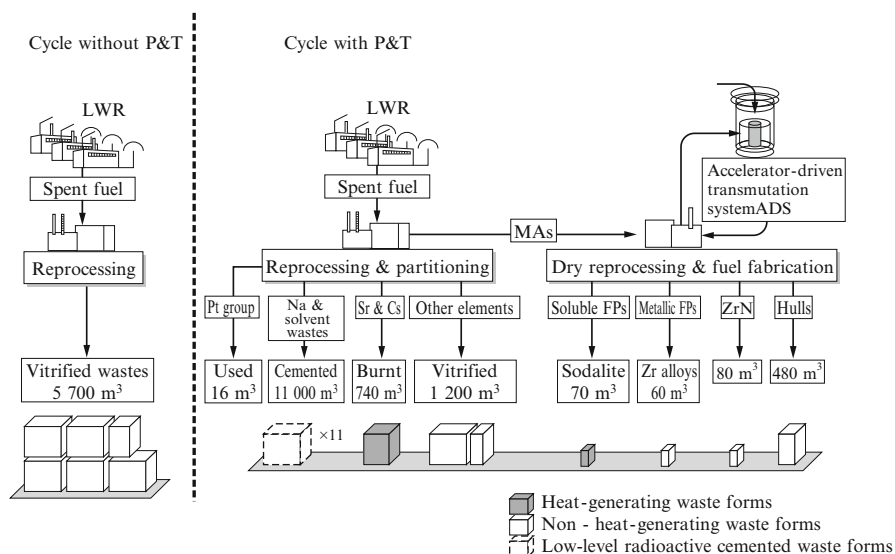 Cycle without P&T
Cycle with P&T
LWR
Spent fuel
Reprocessing
Vitrified wastes
5 700 m³
LWR
Spent fuel
MAs
Accelerator-driven
transmutation
systemADS
Reprocessing & partitioning
Dry reprocessing & fuel fabrication
Pt group
Na &
solvent
wastes
Sr & Cs
Other elements
Soluble FPs
Metallic FPs
ZrN
Hulls
Used
16 m³
Cemented
11 000 m³
Burnt
740 m³
Vitrified
1 200 m³
Sodalite
70 m³
Zr alloys
60 m³
80 m³
480 m³
×11
Heat-generating waste forms
Non - heat-generating waste forms
Low-level radioactive cemented waste forms